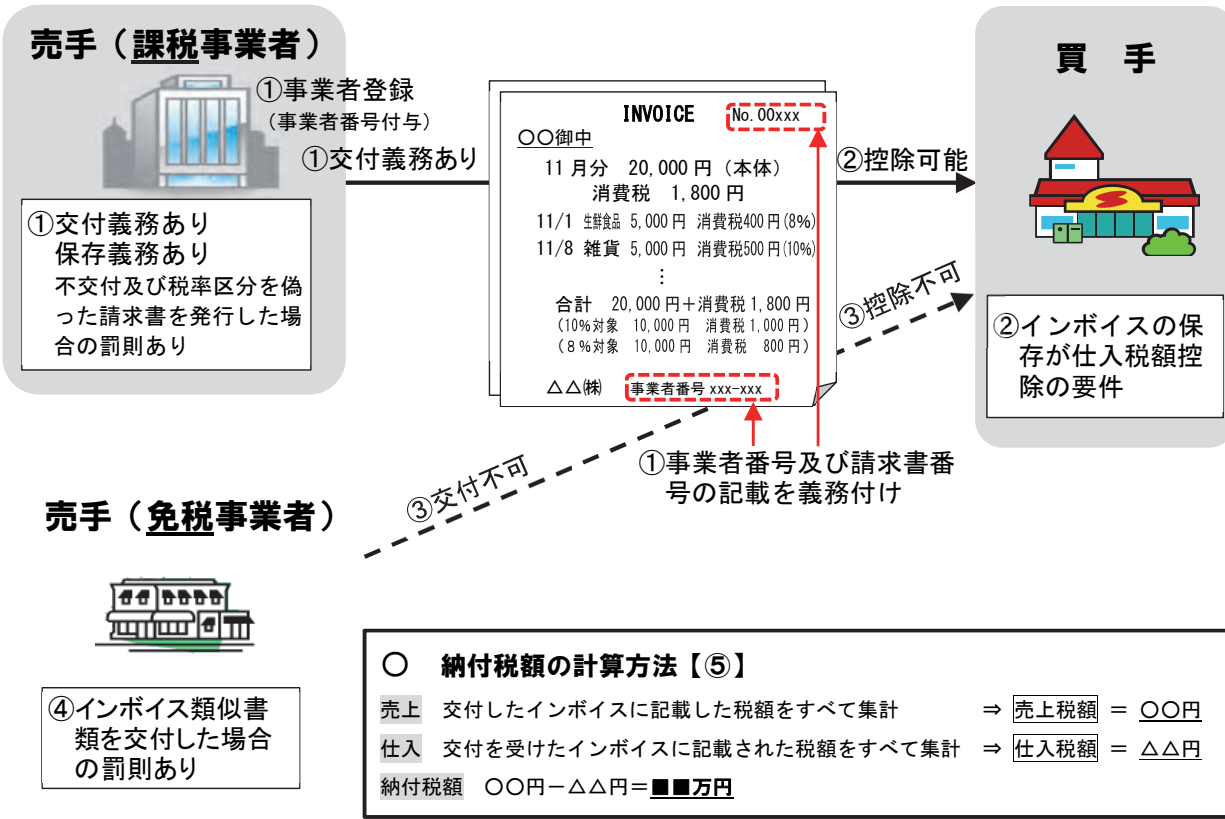 売手（課税事業者）
①事業者登録
（事業者番号付与）
①交付義務あり
①交付義務あり
保存義務あり
不交付及び税率区分を偽
った請求書を発行した場
合の罰則あり
INVOICE
No.00xxx
〇〇御中
11月分 20,000円（本体）
消費税 1,800円
11/1 生鮮食品 5,000円 消費税400円(8%)
11/8 雑貨 5,000円 消費税500円(10%)
⋮
合計 20,000円＋消費税1,800円
（10%対象 10,000円 消費税1,000円）
（8%対象 10,000円 消費税 800円）
△△㈱ 事業者番号 xxx-xxx
①事業者番号及び請求書番
号の記載を義務付け
②控除可能
③控除不可
買 手
②インボイスの保
存が仕入税額控
除の要件
③交付不可
売手（免税事業者）
④インボイス類似書
類を交付した場合
の罰則あり
〇 納付税額の計算方法【⑤】
売上 交付したインボイスに記載した税額をすべて集計 ⇒ 売上税額 ＝ 〇〇円
仕入 交付を受けたインボイスに記載された税額をすべて集計 ⇒ 仕入税額 ＝ △△円
納付税額 〇〇円－△△円＝■■万円